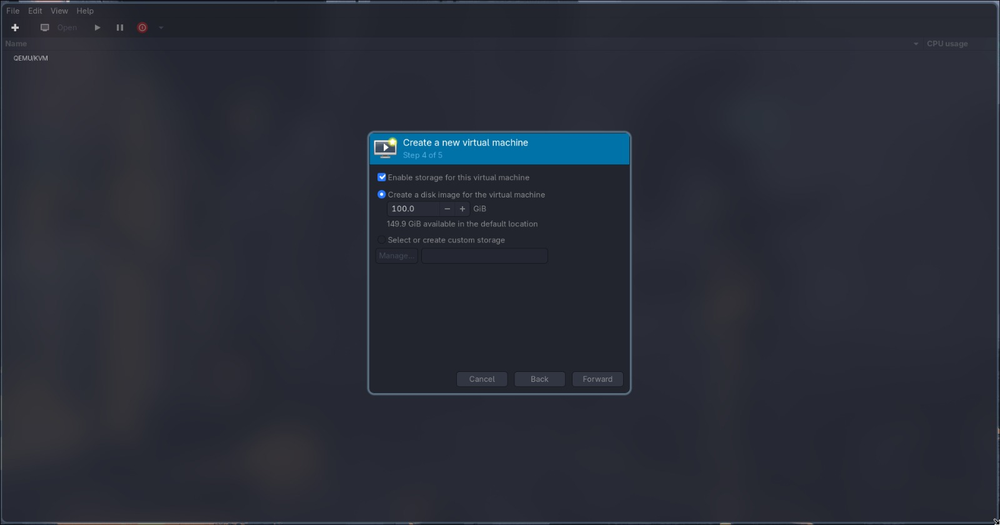 File Edit View Help
Open
Name CPU usage
QEMU/KVM
Create a new virtual machine
Step 4 of 5
Enable storage for this virtual machine
Create a disk image for the virtual machine
100.0 − + GiB
149.9 GiB available in the default location
Select or create custom storage
Manage...
Cancel Back Forward